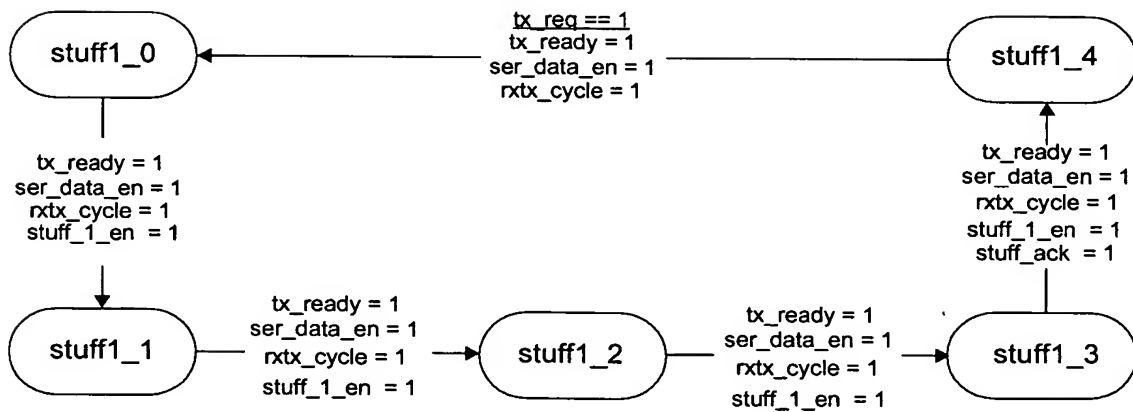 stuff1_0
tx_req == 1
tx_ready = 1
ser_data_en = 1
rxtx_cycle = 1
stuff1_4
tx_ready = 1
ser_data_en = 1
rxtx_cycle = 1
stuff_1_en = 1
tx_ready = 1
ser_data_en = 1
rxtx_cycle = 1
stuff_1_en = 1
stuff_ack = 1
stuff1_1
tx_ready = 1
ser_data_en = 1
rxtx_cycle = 1
stuff_1_en = 1
stuff1_2
tx_ready = 1
ser_data_en = 1
rxtx_cycle = 1
stuff_1_en = 1
stuff1_3